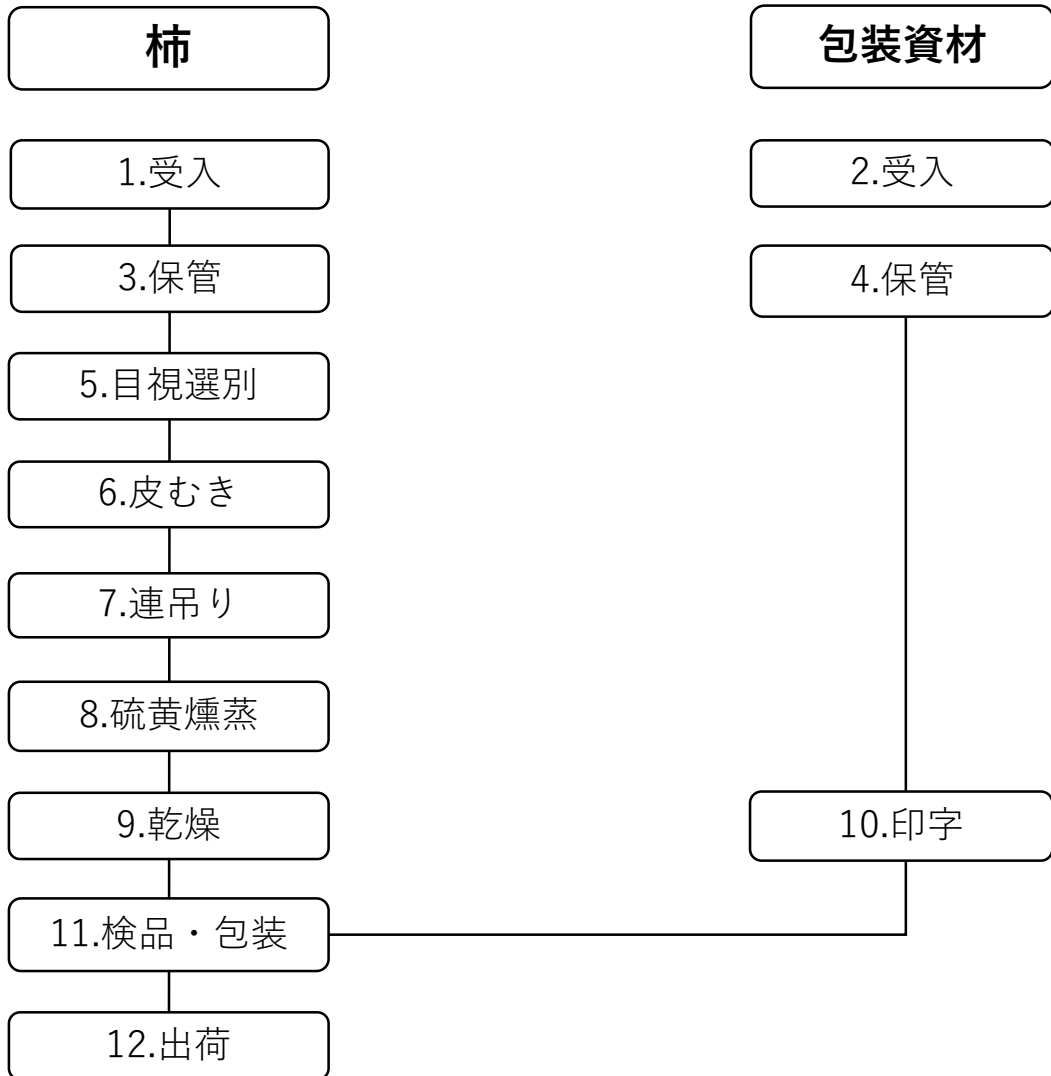 柿
包装資材
1.受入
2.受入
3.保管
4.保管
5.目視選別
6.皮むき
7.連吊り
8.硫黄燻蒸
9.乾燥
10.印字
11.検品・包装
12.出荷